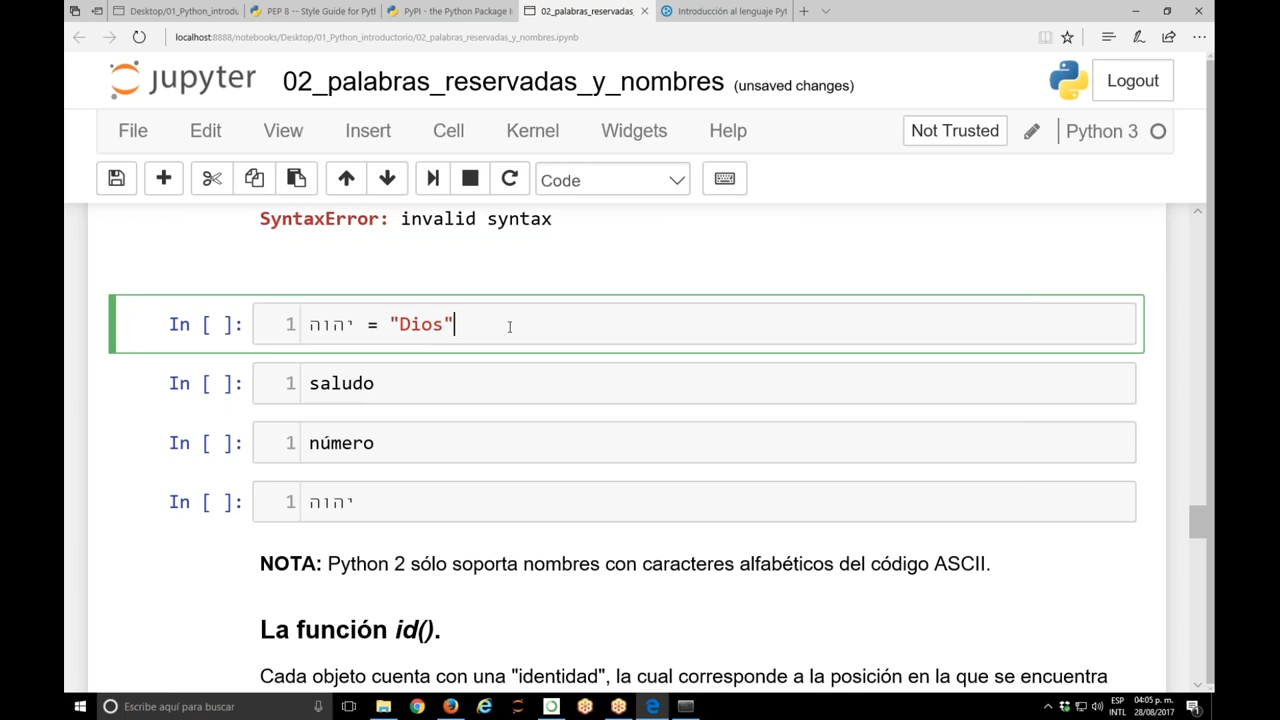 Desktop/01_Python_introdu
PEP 8 -- Style Guide for Pytl
PyPI - the Python Package I
02_palabras_reservadas_
Introducción al lenguaje Pyt
localhost:8888/notebooks/Desktop/01_Python_introductorio/02_palabras_reservadas_y_nombres.ipynb
jupyter 02_palabras_reservadas_y_nombres (unsaved changes)
Logout
File Edit View Insert Cell Kernel Widgets Help
Not Trusted
Python 3
Code
SyntaxError: invalid syntax
In [ ]: 1 יהוה = "Dios"
In [ ]: 1 saludo
In [ ]: 1 número
In [ ]: 1 יהוה
NOTA: Python 2 sólo soporta nombres con caracteres alfabéticos del código ASCII.
La función id().
Cada objeto cuenta con una "identidad", la cual corresponde a la posición en la que se encuentra
Escribe aquí para buscar
ESP
INTL
04:05 p. m.
28/08/2017